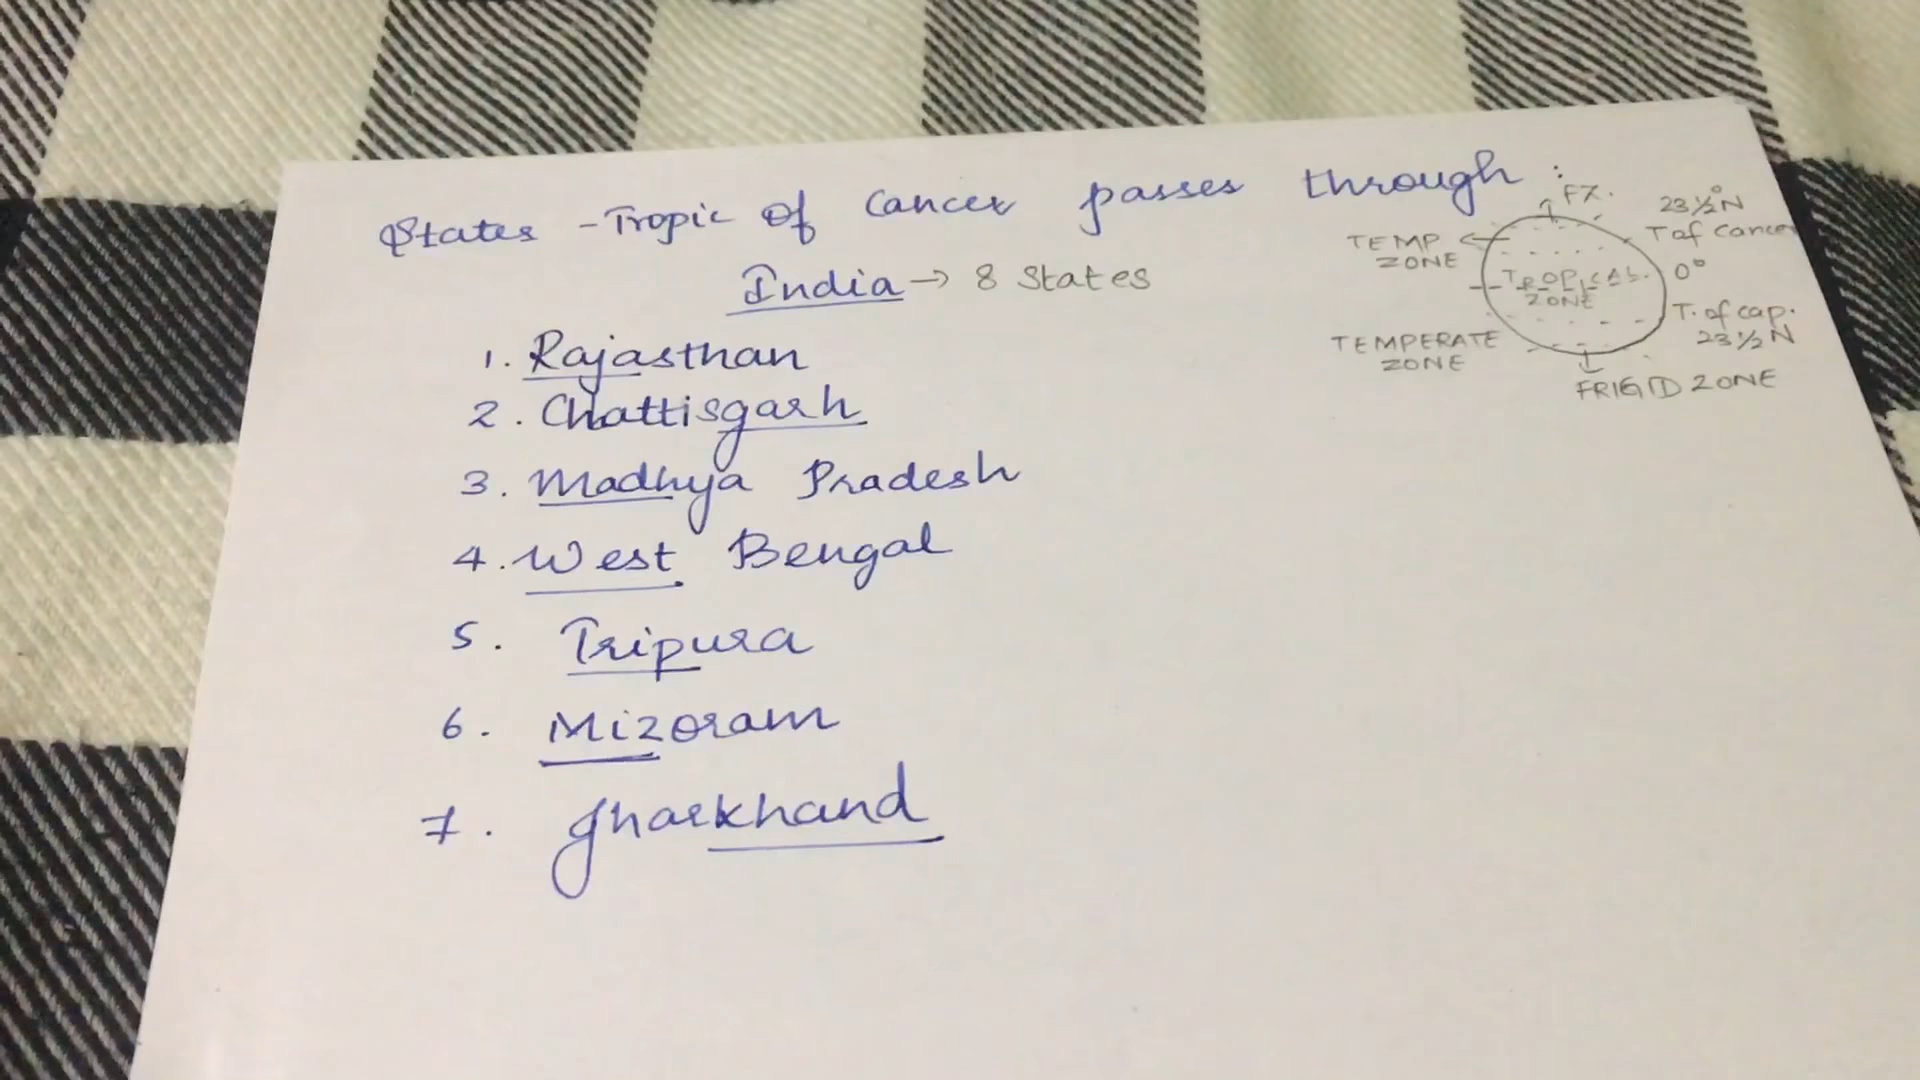 States - Tropic of Cancer passes through :
India → 8 States
1. Rajasthan
2. Chattisgarh
3. Madhya Pradesh
4. West Bengal
5. Tripura
6. Mizoram
7. Jharkhand
F Z.
23½°N
T of Cancer
TEMP. ZONE
TROPICAL ZONE
0°
T. of cap.
23½ N
TEMPERATE ZONE
FRIGID ZONE